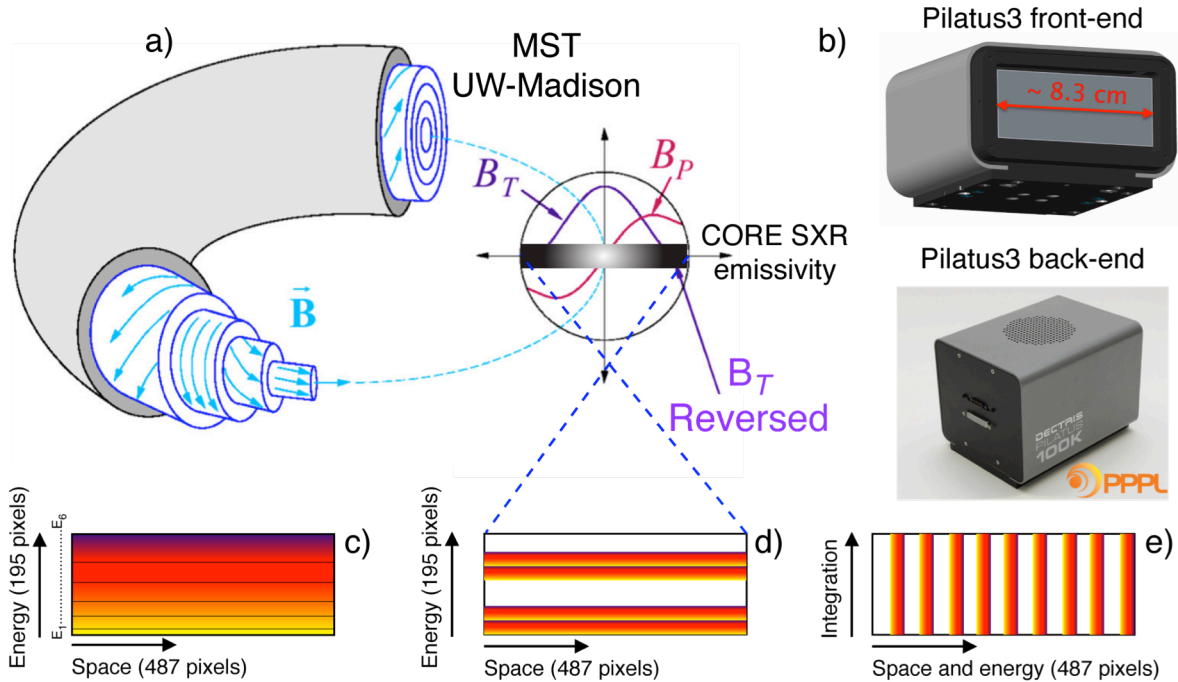 a)
MST
UW-Madison
B_T
B_P
CORE SXR
emissivity
B⃗
B_T
Reversed
b)
Pilatus3 front-end
~ 8.3 cm
Pilatus3 back-end
DECTRIS
PILATUS
100K
PPPL
c)
Energy (195 pixels)
E₆
E₁
Space (487 pixels)
d)
Energy (195 pixels)
Space (487 pixels)
e)
Integration
Space and energy (487 pixels)